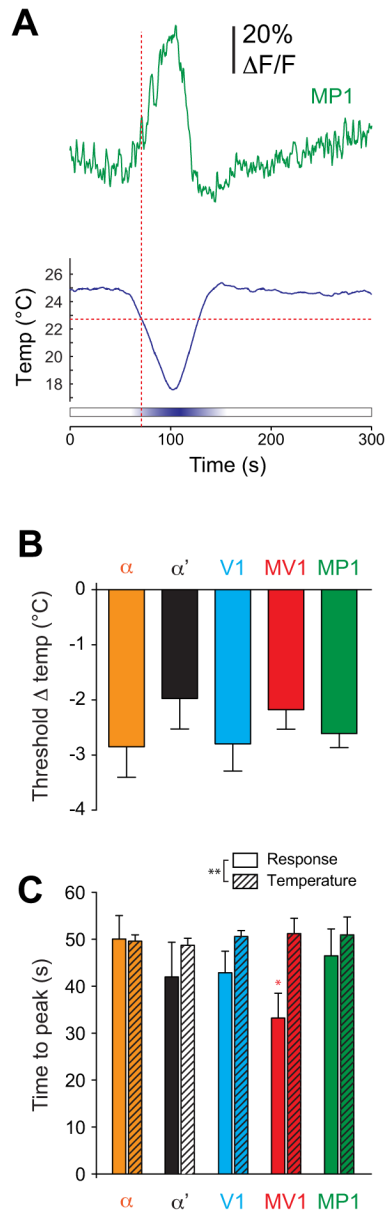 A
20%
ΔF/F
MP1
Temp (°C)
26
24
22
20
18
0 100 200 300
Time (s)
B
α α’ V1 MV1 MP1
Threshold Δ temp (°C)
0
-1
-2
-3
-4
** Response
Temperature
C
Time to peak (s)
60
50
40
30
20
10
0
*
α α’ V1 MV1 MP1